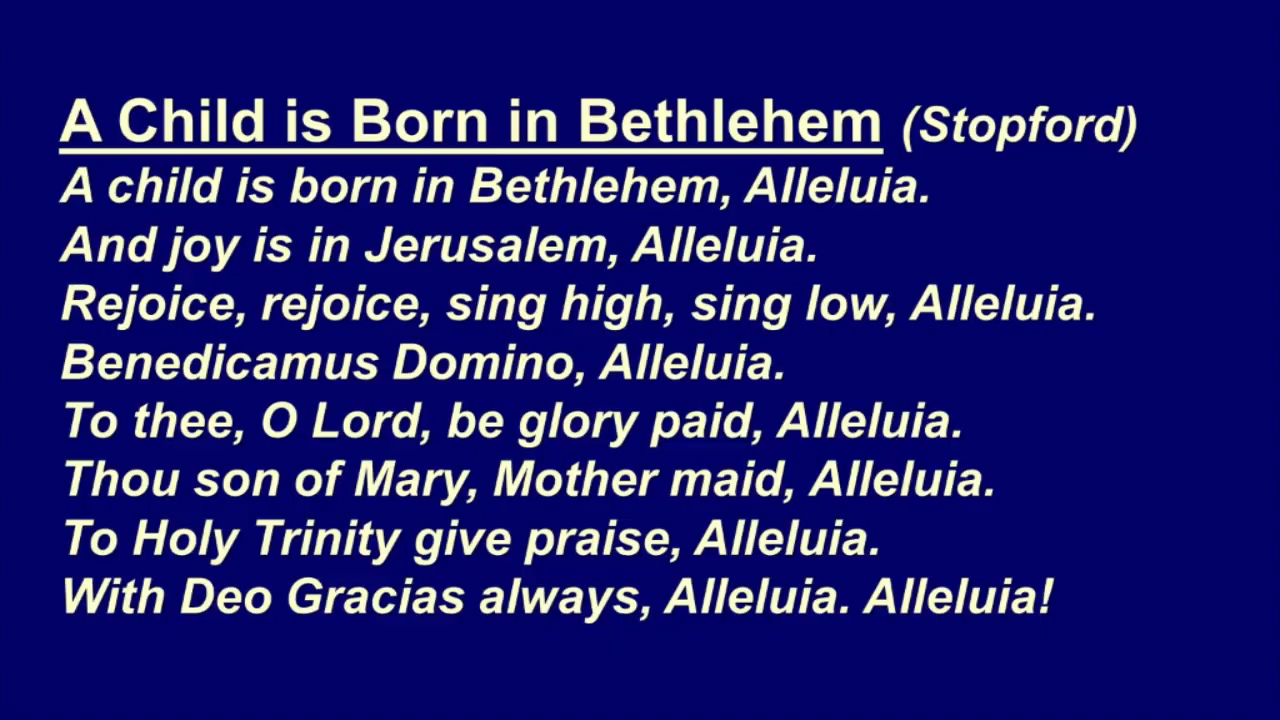 A Child is Born in Bethlehem (Stopford)
A child is born in Bethlehem, Alleluia.
And joy is in Jerusalem, Alleluia.
Rejoice, rejoice, sing high, sing low, Alleluia.
Benedicamus Domino, Alleluia.
To thee, O Lord, be glory paid, Alleluia.
Thou son of Mary, Mother maid, Alleluia.
To Holy Trinity give praise, Alleluia.
With Deo Gracias always, Alleluia. Alleluia!